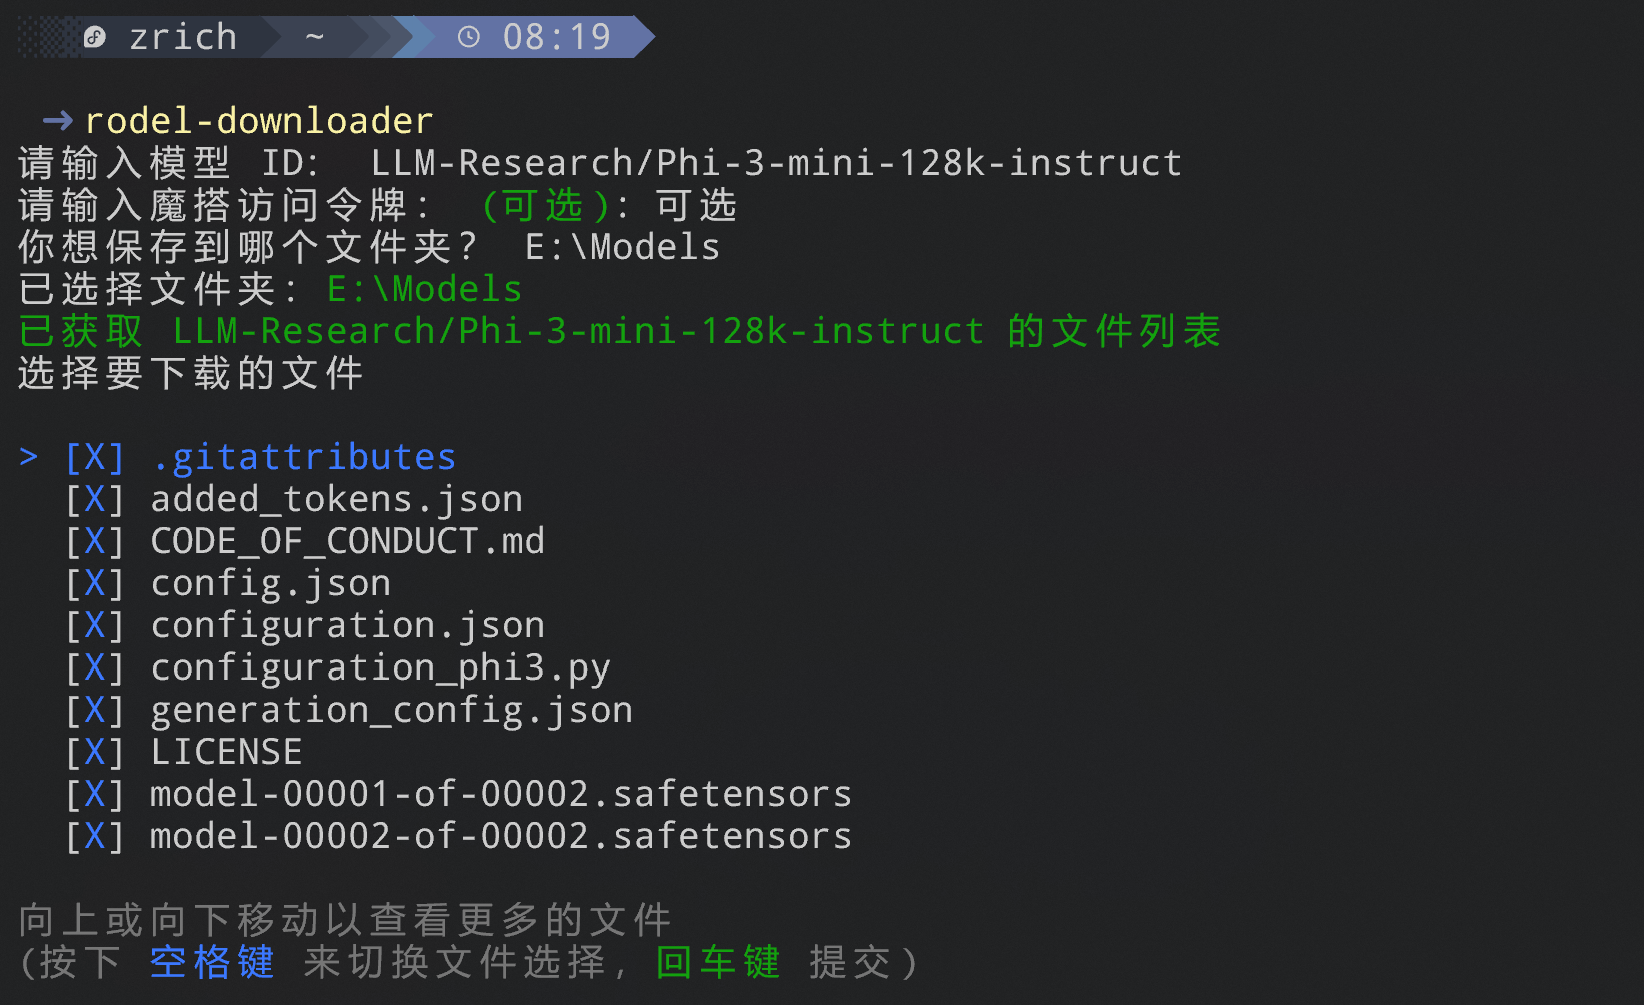 zrich ~ 08:19
→ rodel-downloader
请输入模型 ID: LLM-Research/Phi-3-mini-128k-instruct
请输入魔搭访问令牌： (可选): 可选
你想保存到哪个文件夹？ E:\Models
已选择文件夹: E:\Models
已获取 LLM-Research/Phi-3-mini-128k-instruct 的文件列表
选择要下载的文件
> [X] .gitattributes
[X] added_tokens.json
[X] CODE_OF_CONDUCT.md
[X] config.json
[X] configuration.json
[X] configuration_phi3.py
[X] generation_config.json
[X] LICENSE
[X] model-00001-of-00002.safetensors
[X] model-00002-of-00002.safetensors
向上或向下移动以查看更多的文件
(按下 空格键 来切换文件选择, 回车键 提交)